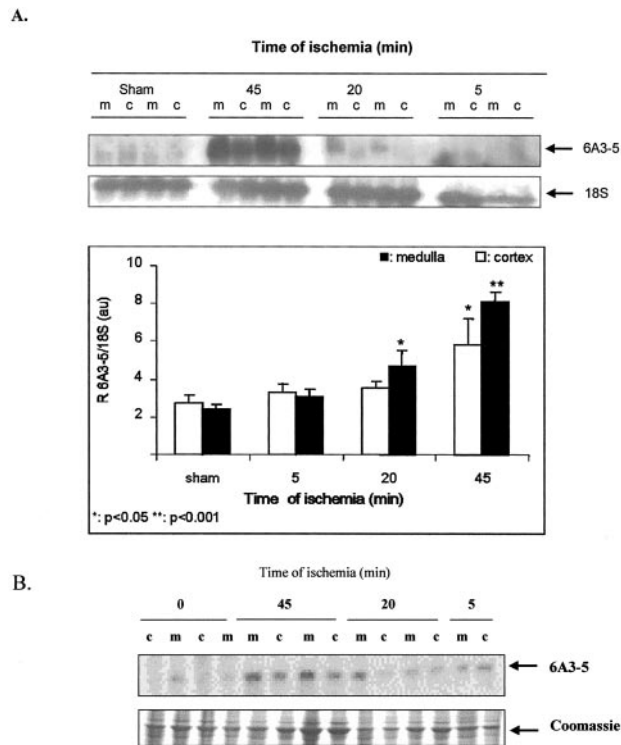 A.
Time of ischemia (min)
Sham 45 20 5
m c m c m c m c m c m c m c
6A3-5
18S
■: medulla □: cortex
R 6A3-5/18S (au)
10
8
6
4
2
* ** *
sham 5 20 45
Time of ischemia (min)
*: p<0.05 **: p<0.001
B.
Time of ischemia (min)
0 45 20 5
c m c m m c m c m c m c m c
6A3-5
Coomassie